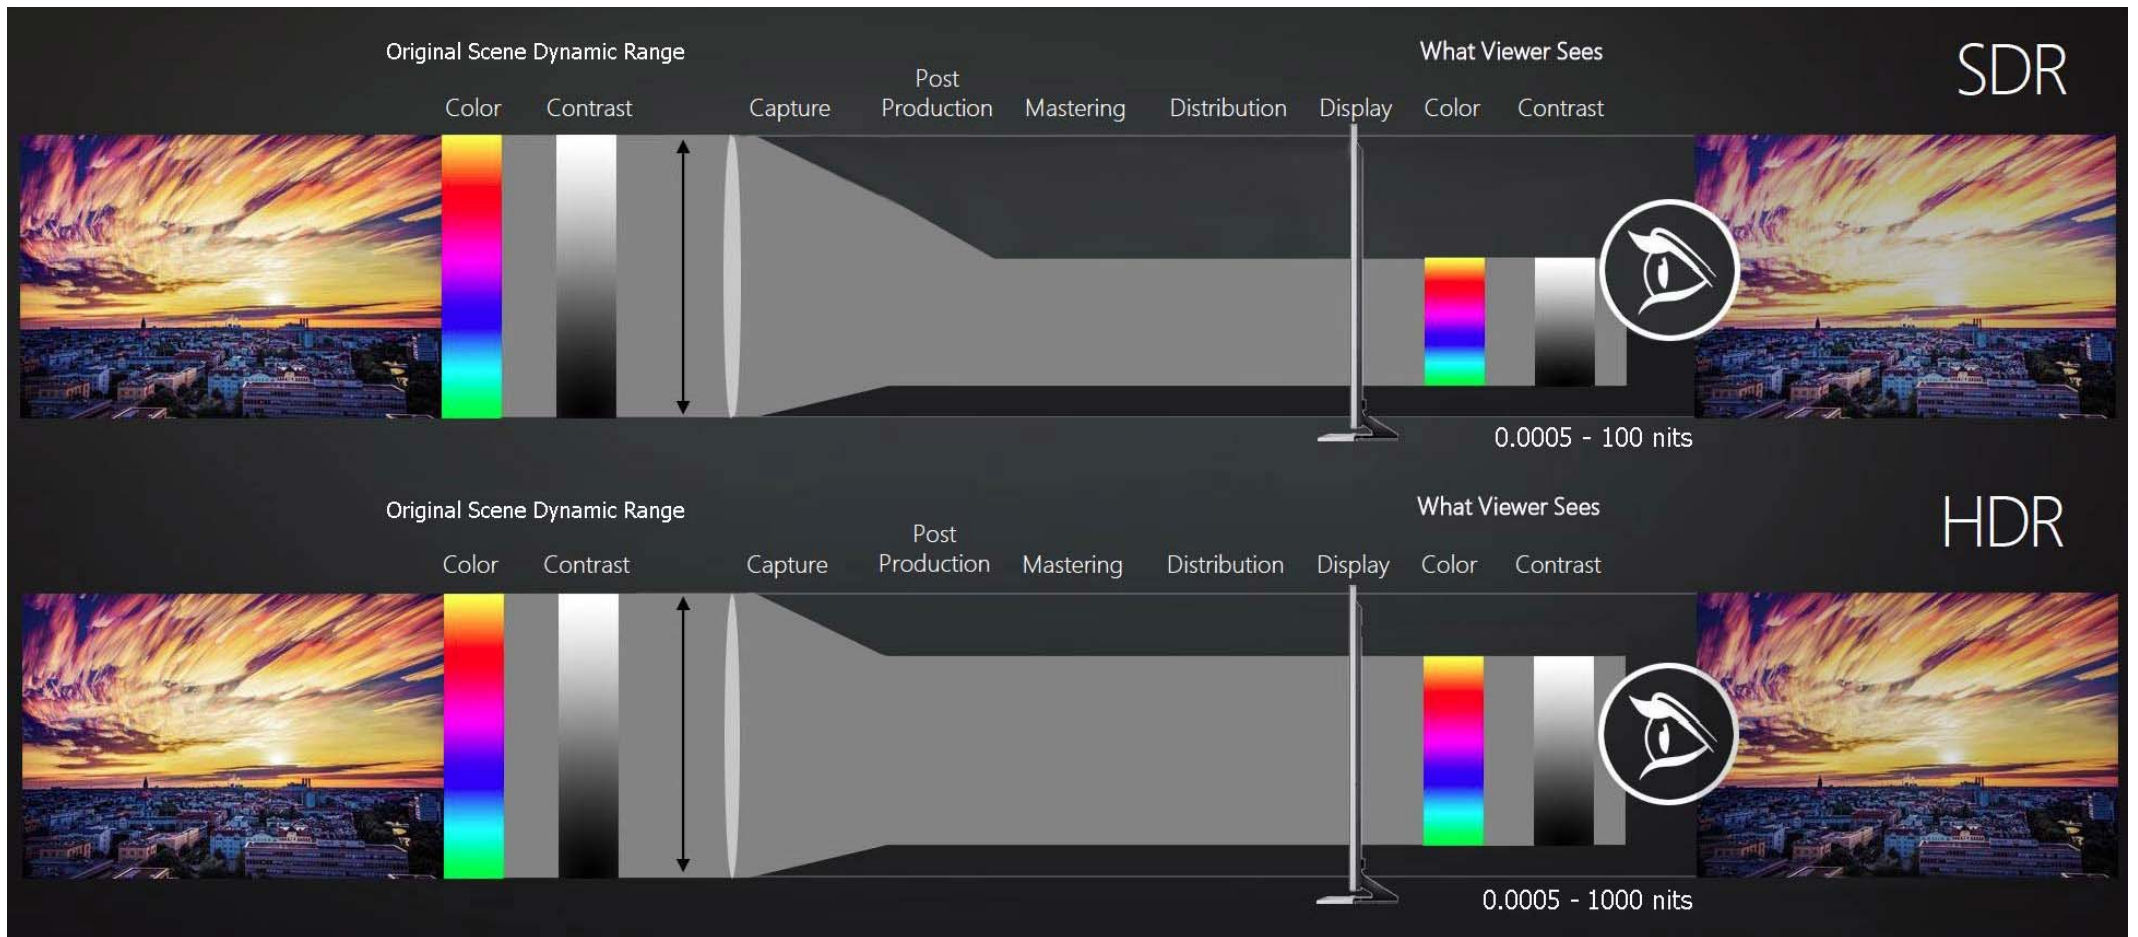 Original Scene Dynamic Range
What Viewer Sees
SDR
Post
Color Contrast Capture Production Mastering Distribution Display Color Contrast
0.0005 - 100 nits
Original Scene Dynamic Range
What Viewer Sees
HDR
Post
Color Contrast Capture Production Mastering Distribution Display Color Contrast
0.0005 - 1000 nits